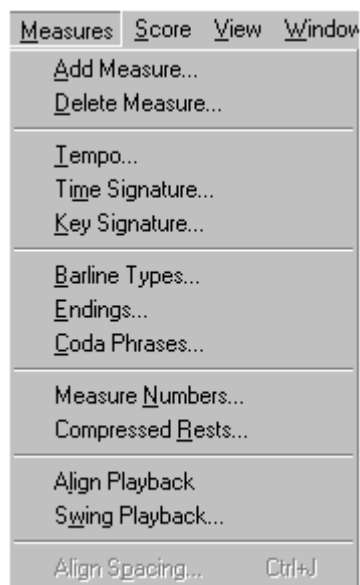 Measures Score View Window
Add Measure...
Delete Measure...
Tempo...
Time Signature...
Key Signature...
Barline Types...
Endings...
Coda Phrases...
Measure Numbers...
Compressed Rests...
Align Playback
Swing Playback...
Align Spacing... Ctrl+J